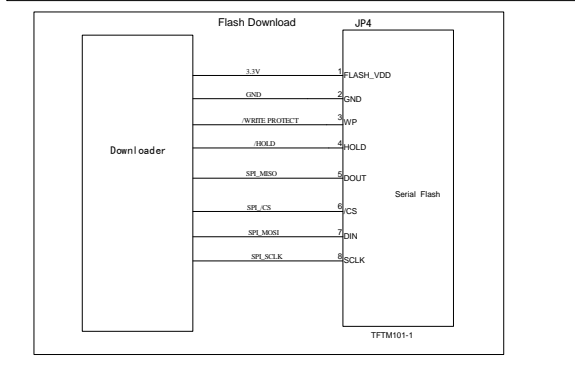 Flash Download
JP4
3.3V
1
FLASH_VDD
GND
2
GND
/WRITE PROTECT
3
WP
Downloader
/HOLD
4
HOLD
SPI_MISO
5
DOUT
Serial Flash
SPI_/CS
6
/CS
SPI_MOSI
7
DIN
SPI_SCLK
8
SCLK
TFTM101-1